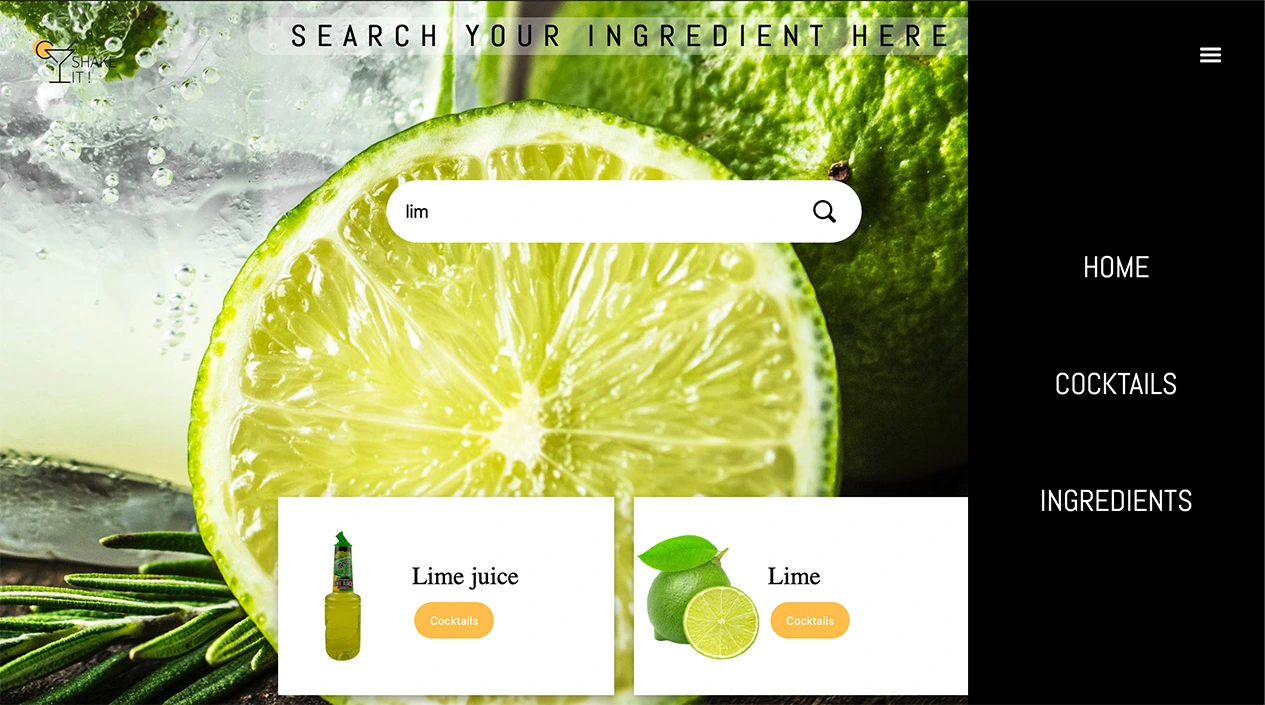 SEARCH YOUR INGREDIENT HERE
SHAKE
IT!
lim
HOME
COCKTAILS
INGREDIENTS
Lime juice
Cocktails
Lime
Cocktails